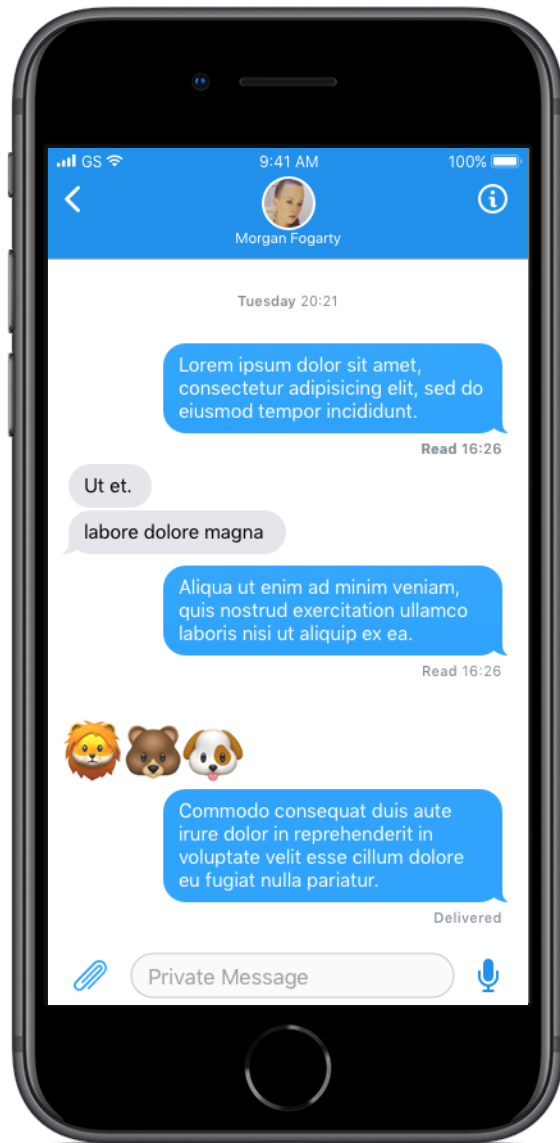 GS 9:41 AM 100%
Morgan Fogarty
Tuesday 20:21
Lorem ipsum dolor sit amet,
consectetur adipisicing elit, sed do
eiusmod tempor incididunt.
Read 16:26
Ut et.
labore dolore magna
Aliqua ut enim ad minim veniam,
quis nostrud exercitation ullamco
laboris nisi ut aliquip ex ea.
Read 16:26
Commodo consequat duis aute
irure dolor in reprehenderit in
voluptate velit esse cillum dolore
eu fugiat nulla pariatur.
Delivered
Private Message